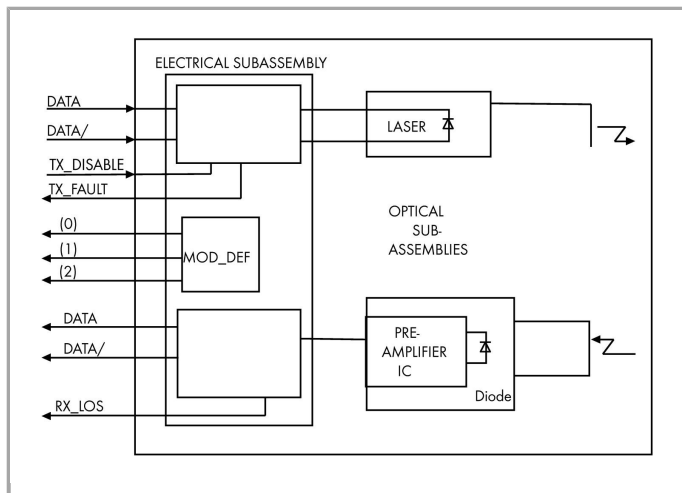 ELECTRICAL SUBASSEMBLY
DATA
DATA/
TX_DISABLE
TX_FAULT
LASER
(0)
(1)
(2)
MOD_DEF
OPTICAL
SUB-
ASSEMBLIES
DATA
DATA/
RX_LOS
PRE-
AMPLIFIER
IC
Diode